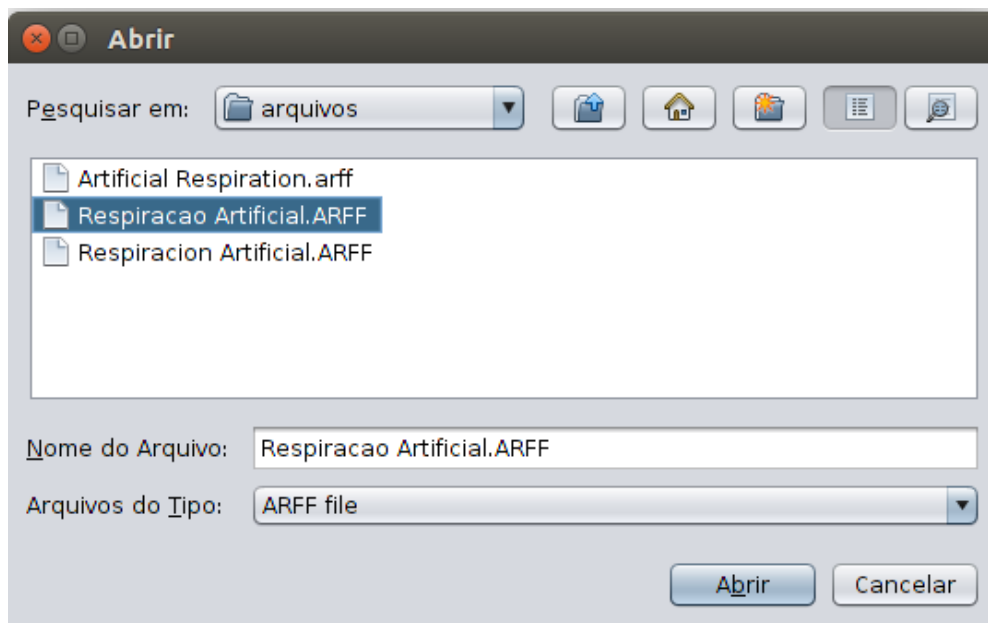 Abrir
Pesquisar em: arquivos
Artificial Respiration.arff
Respiracao Artificial.ARFF
Respiracion Artificial.ARFF
Nome do Arquivo: Respiracao Artificial.ARFF
Arquivos do Tipo: ARFF file
Abrir Cancelar